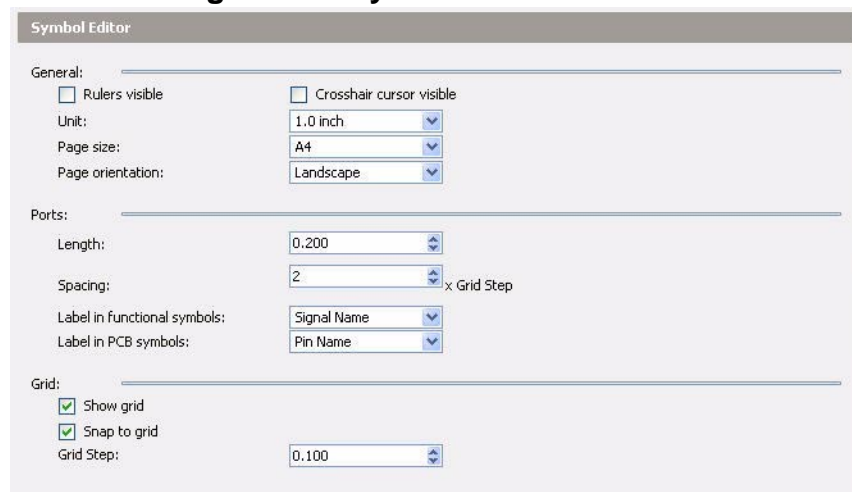 Symbol Editor
General:
Rulers visible Crosshair cursor visible
Unit: 1.0 inch
Page size: A4
Page orientation: Landscape
Ports:
Length: 0.200
Spacing: 2 x Grid Step
Label in functional symbols: Signal Name
Label in PCB symbols: Pin Name
Grid:
Show grid
Snap to grid
Grid Step: 0.100